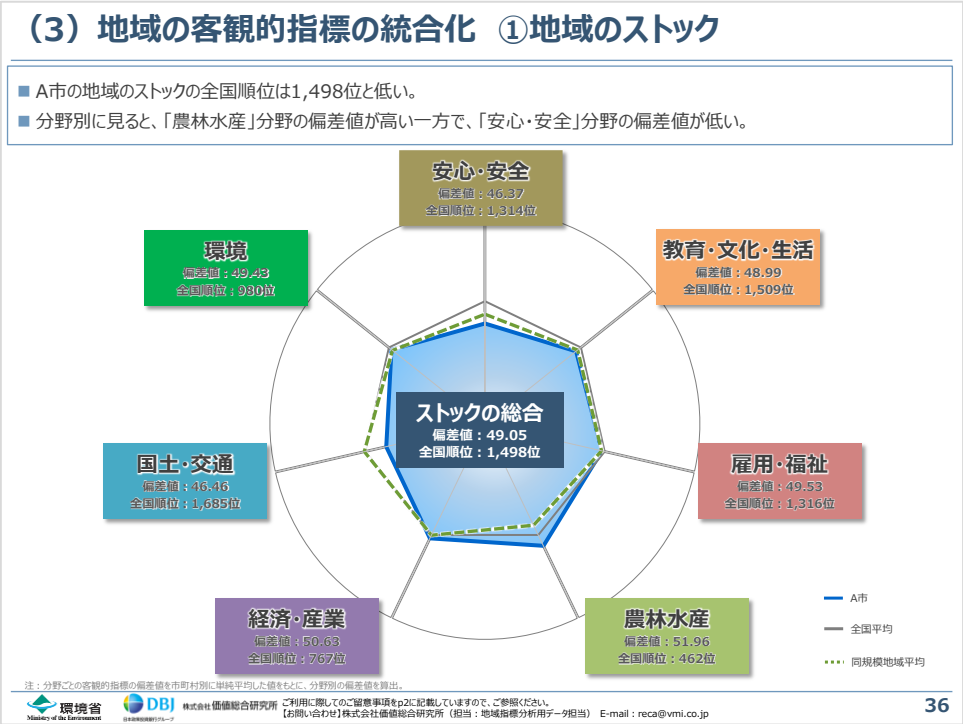 （3）地域の客観的指標の統合化 ①地域のストック
■ A市の地域のストックの全国順位は1,498位と低い。
■ 分野別に見ると、「農林水産」分野の偏差値が高い一方で、「安心・安全」分野の偏差値が低い。
安心・安全
偏差値：46.37
全国順位：1,314位
環境
偏差値：49.43
全国順位：980位
教育・文化・生活
偏差値：48.99
全国順位：1,509位
ストックの総合
偏差値：49.05
全国順位：1,498位
国土・交通
偏差値：46.46
全国順位：1,685位
雇用・福祉
偏差値：49.53
全国順位：1,316位
経済・産業
偏差値：50.63
全国順位：767位
農林水産
偏差値：51.96
全国順位：462位
A市
全国平均
同規模地域平均
注：分野ごとの客観的指標の偏差値を市町村別に単純平均した値をもとに、分野別の偏差値を算出。
環境省
Ministry of the Environment
DBJ
日本政策投資銀行グループ
株式会社価値総合研究所
ご利用に際してのご留意事項をp2に記載していますので、ご参照ください。
【お問い合わせ】株式会社価値総合研究所（担当：地域指標分析用データ担当） E-mail：reca@vmi.co.jp
36